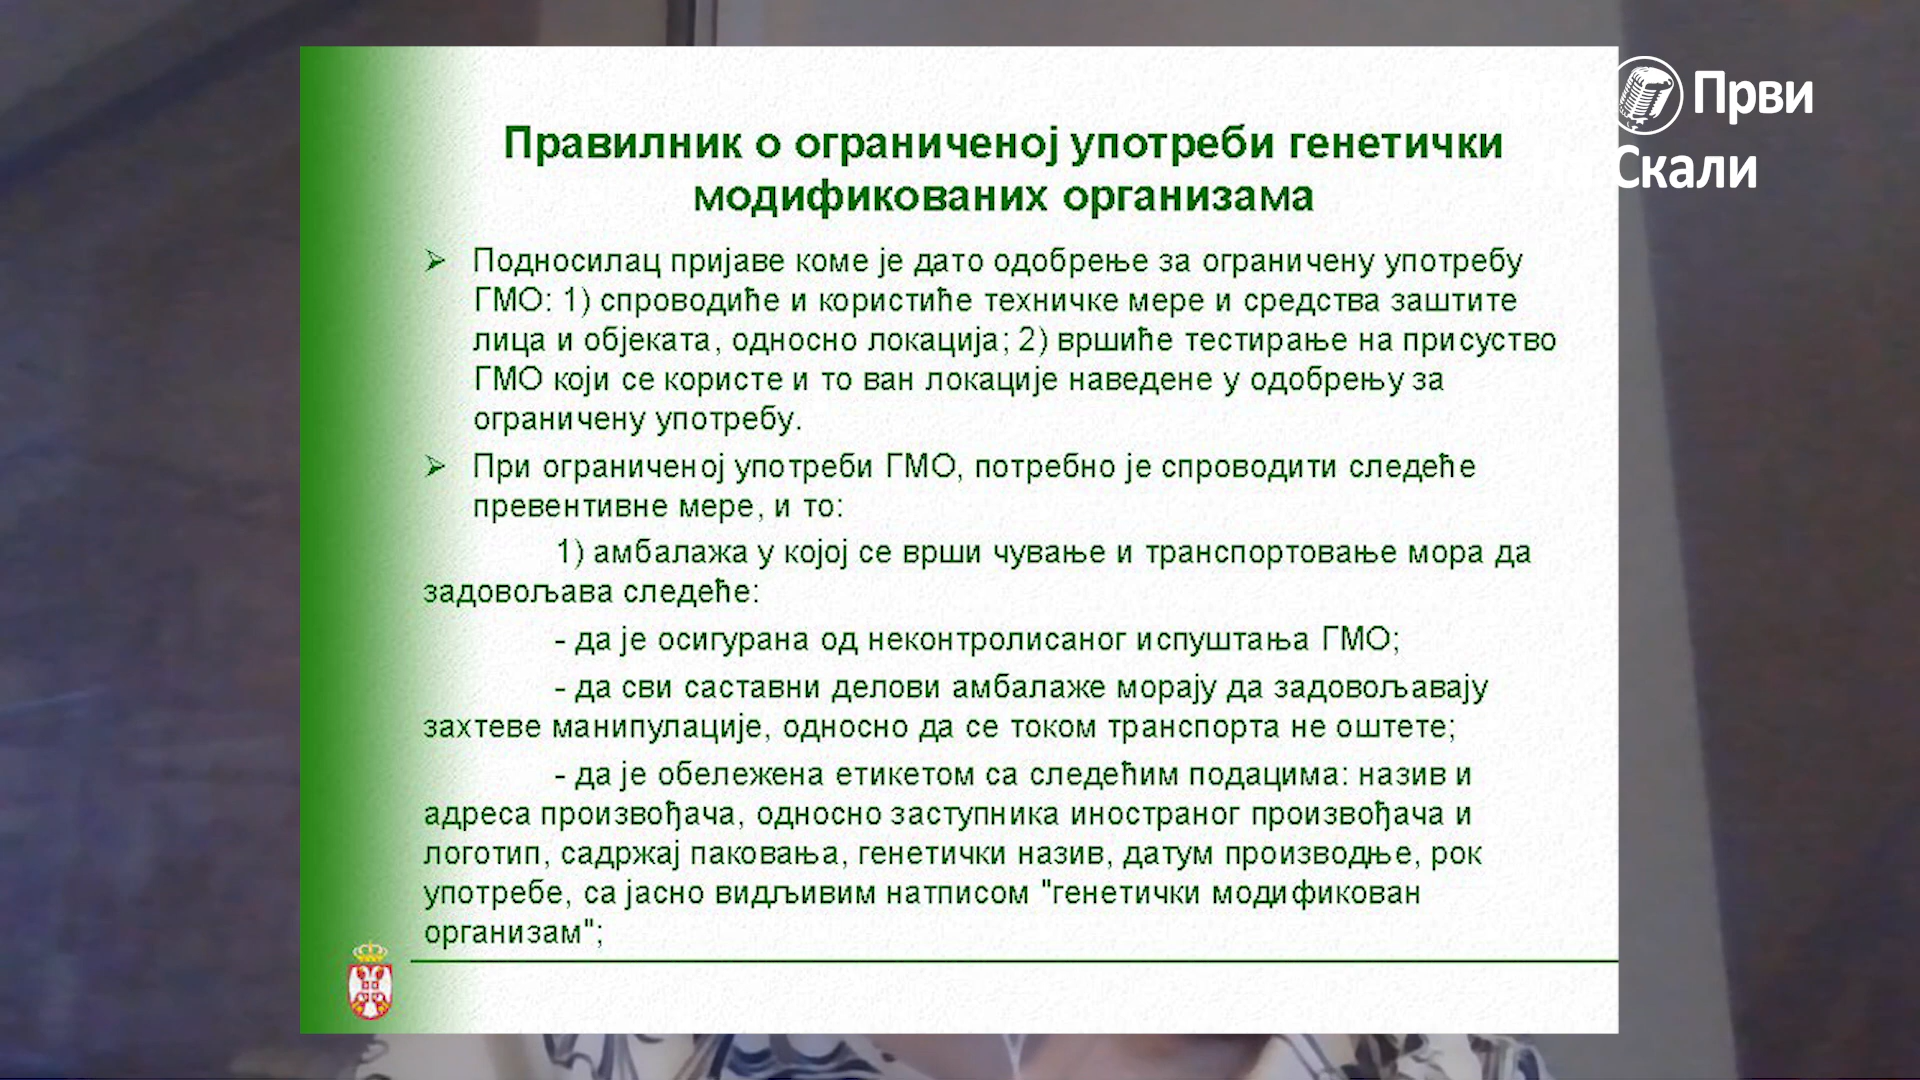 Први
Скали
Правилник о ограниченој употреби генетички
модификованих организама
➢ Подносилац пријаве коме је дато одобрење за ограничену употребу
ГМО: 1) спроводиће и користиће техничке мере и средства заштите
лица и објеката, односно локација; 2) вршиће тестирање на присуство
ГМО који се користе и то ван локације наведене у одобрењу за
ограничену употребу.
➢ При ограниченој употреби ГМО, потребно је спроводити следеће
превентивне мере, и то:
1) амбалажа у којој се врши чување и транспортовање мора да
задовољава следеће:
- да је осигурана од неконтролисаног испуштања ГМО;
- да сви саставни делови амбалаже морају да задовољавају
захтеве манипулације, односно да се током транспорта не оштете;
- да је обележена етикетом са следећим подацима: назив и
адреса произвођача, односно заступника иностраног произвођача и
логотип, садржај паковања, генетички назив, датум производње, рок
употребе, са јасно видљивим натписом "генетички модификован
организам";